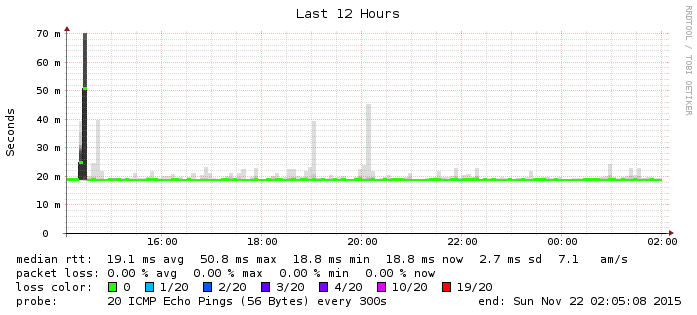 Last 12 Hours
RRDTOOL / TOBI OETIKER
Seconds
70 m
60 m
50 m
40 m
30 m
20 m
10 m
0
16:00 18:00 20:00 22:00 00:00 02:00
median rtt: 19.1 ms avg 50.8 ms max 18.8 ms min 18.8 ms now 2.7 ms sd 7.1 am/s
packet loss: 0.00 % avg 0.00 % max 0.00 % min 0.00 % now
loss color: 0 1/20 2/20 3/20 4/20 10/20 19/20
probe: 20 ICMP Echo Pings (56 Bytes) every 300s end: Sun Nov 22 02:05:08 2015